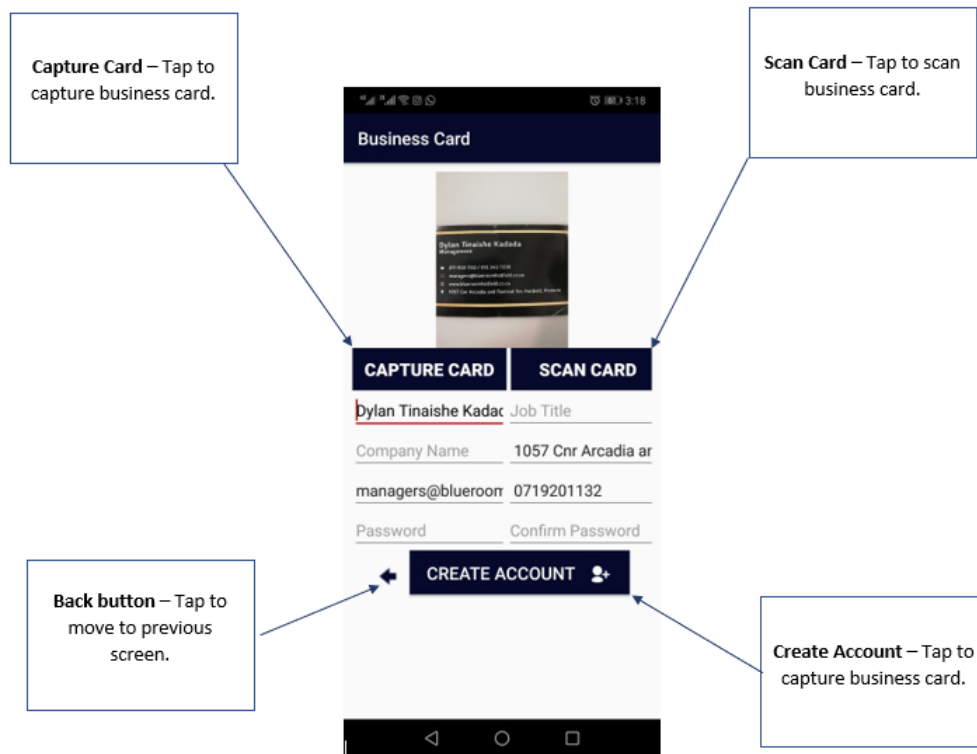 Capture Card – Tap to
capture business card.
Scan Card – Tap to scan
business card.
3:18
Business Card
Dylan Tinaishe Kadada
Management
CAPTURE CARD
SCAN CARD
Dylan Tinaishe Kadac
Job Title
Company Name
1057 Cnr Arcadia ar
managers@blueroom
0719201132
Password
Confirm Password
CREATE ACCOUNT
Back button – Tap to
move to previous
screen.
Create Account – Tap to
capture business card.